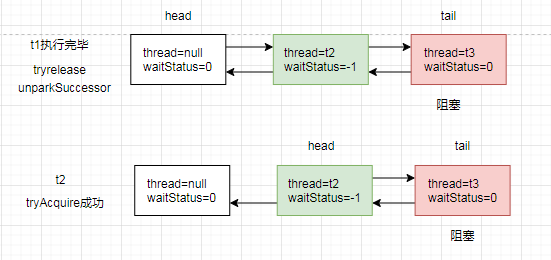 head
tail
t1执行完毕
tryrelease
unparkSuccessor
thread=null
waitStatus=0
thread=t2
waitStatus=-1
thread=t3
waitStatus=0
阻塞
head
tail
t2
tryAcquire成功
thread=null
waitStatus=0
thread=t2
waitStatus=-1
thread=t3
waitStatus=0
阻塞